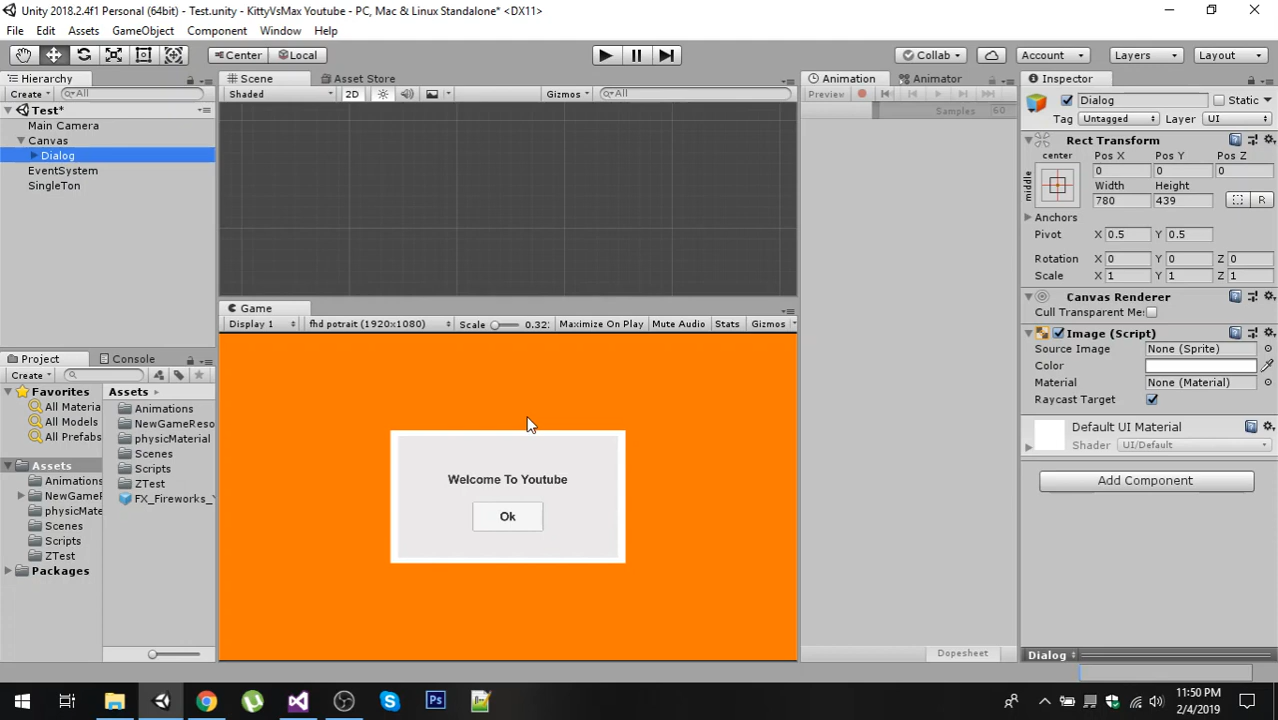 Unity 2018.2.4f1 Personal (64bit) - Test.unity - KittyVsMax Youtube - PC, Mac & Linux Standalone* <DX11>
File Edit Assets GameObject Component Window Help
Center Local Collab Account Layers Layout
Hierarchy
Create All
Test*
Main Camera
Canvas
Dialog
EventSystem
SingleTon
Scene Asset Store
Shaded 2D Gizmos All
Game
Display 1 fhd potrait (1920x1080) Scale 0.32 Maximize On Play Mute Audio Stats Gizmos
Welcome To Youtube
Ok
Animation Animator
Preview Samples 60
Dopesheet
Inspector
Dialog Static
Tag Untagged Layer UI
Rect Transform
center Pos X Pos Y Pos Z
middle 0 0 0
Width Height
780 439 R
Anchors
Pivot X 0.5 Y 0.5
Rotation X 0 Y 0 Z 0
Scale X 1 Y 1 Z 1
Canvas Renderer
Cull Transparent Me
Image (Script)
Source Image None (Sprite)
Color
Material None (Material)
Raycast Target
Default UI Material
Shader UI/Default
Add Component
Dialog
Project Console
Create
Favorites
All Materia
All Models
All Prefabs
Assets
Animations
NewGameF
physicMate
Scenes
Scripts
ZTest
Packages
Assets
Animations
NewGameReso
physicMaterial
Scenes
Scripts
ZTest
FX_Fireworks_
11:50 PM
2/4/2019